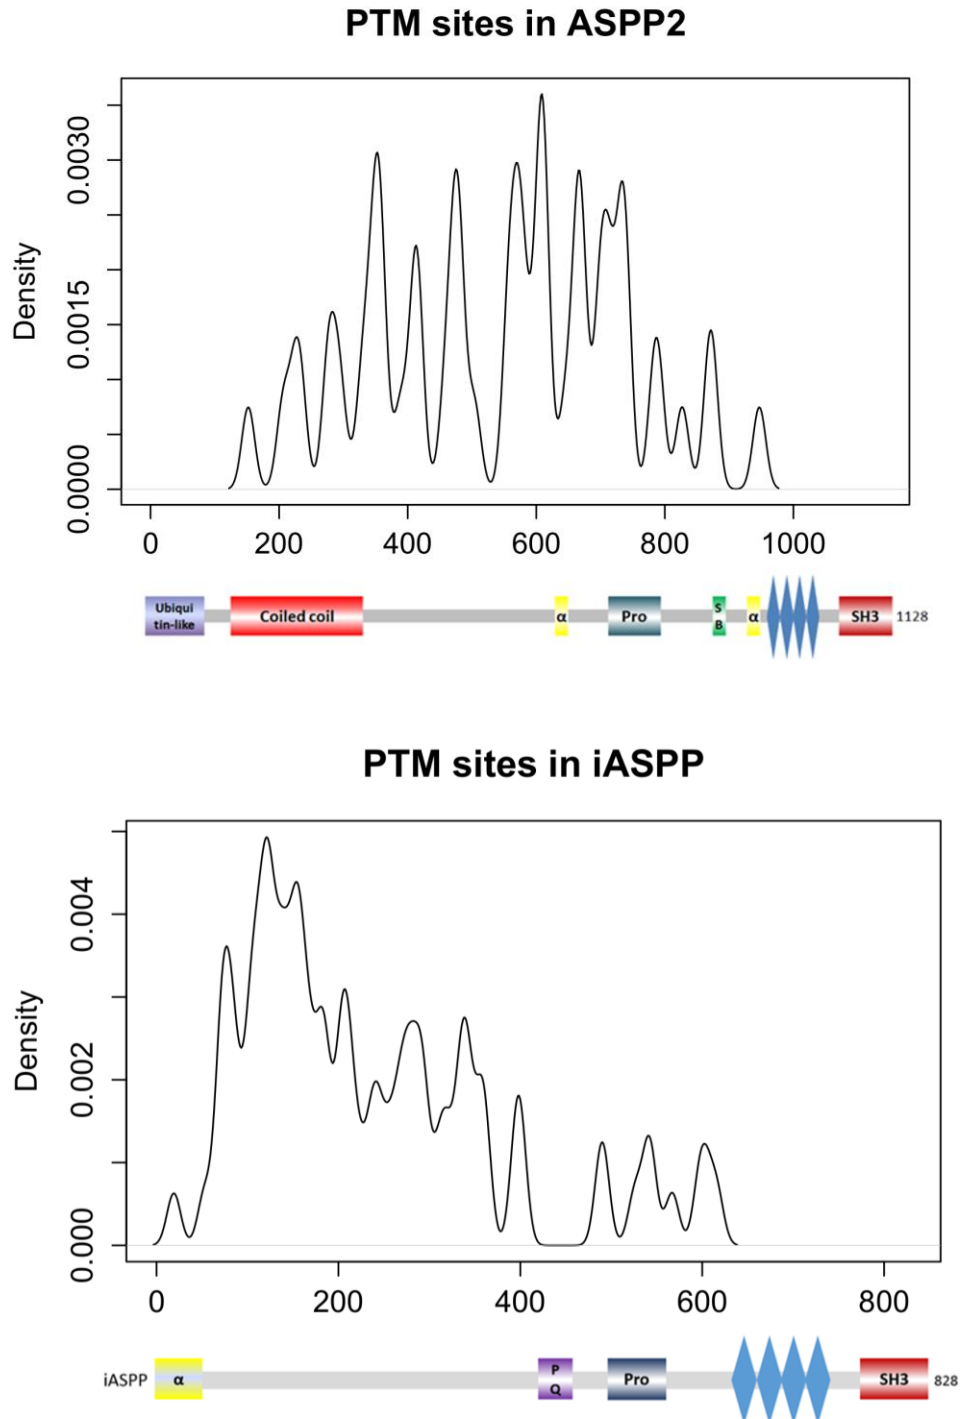 PTM sites in ASPP2
Density
0.0030
0.0015
0.0000
0 200 400 600 800 1000
Ubiqui
tin-like
Coiled coil
α
Pro
S
B
α
SH3
1128
PTM sites in iASPP
Density
0.004
0.002
0.000
0 200 400 600 800
iASPP
α
P
Q
Pro
SH3
828